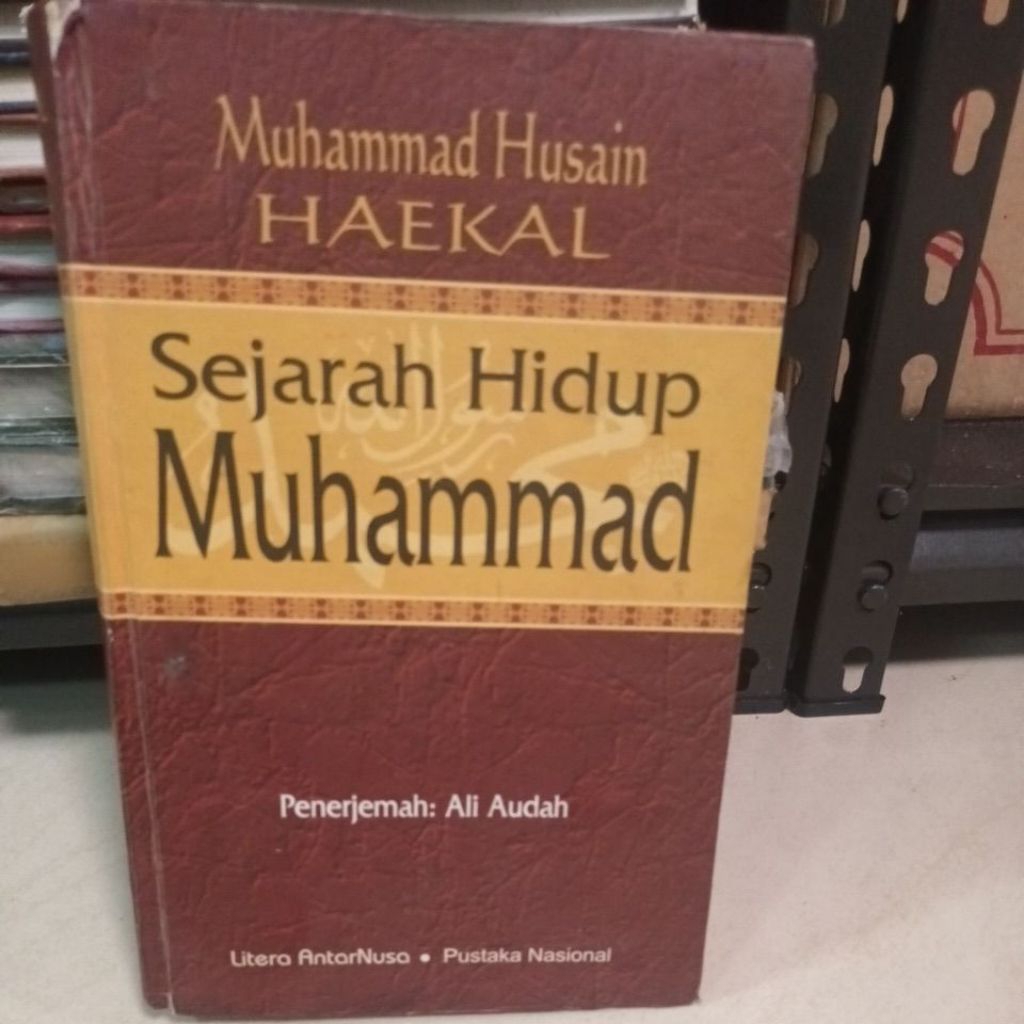 Muhammad Husain
HAEKAL
Sejarah Hidup
Muhammad
Penerjemah: Ali Audah
Litera AntarNusa • Pustaka Nasional